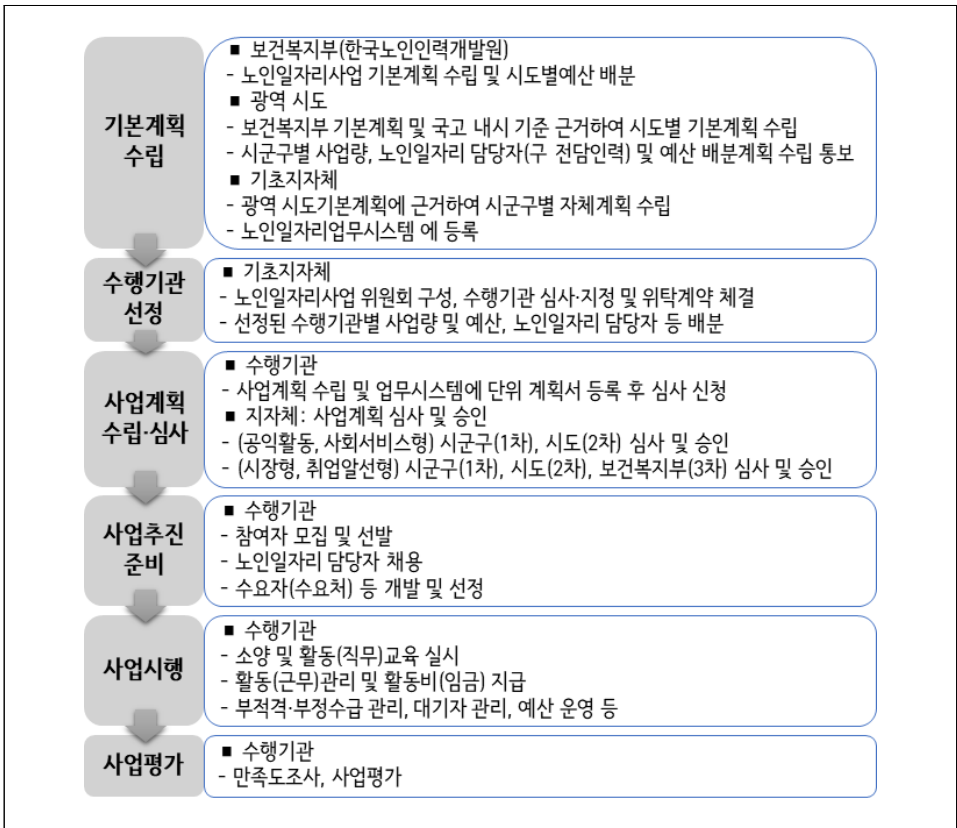 기본계획
수립
■ 보건복지부(한국노인인력개발원)
- 노인일자리사업 기본계획 수립 및 시도별예산 배분
■ 광역 시도
- 보건복지부 기본계획 및 국고 내시 기준 근거하여 시도별 기본계획 수립
- 시군구별 사업량, 노인일자리 담당자(구 전담인력) 및 예산 배분계획 수립 통보
■ 기초지자체
- 광역 시도기본계획에 근거하여 시군구별 자체계획 수립
- 노인일자리업무시스템 에 등록
수행기관
선정
■ 기초지자체
- 노인일자리사업 위원회 구성, 수행기관 심사·지정 및 위탁계약 체결
- 선정된 수행기관별 사업량 및 예산, 노인일자리 담당자 등 배분
사업계획
수립·심사
■ 수행기관
- 사업계획 수립 및 업무시스템에 단위 계획서 등록 후 심사 신청
■ 지자체: 사업계획 심사 및 승인
- (공익활동, 사회서비스형) 시군구(1차), 시도(2차) 심사 및 승인
- (시장형, 취업알선형) 시군구(1차), 시도(2차), 보건복지부(3차) 심사 및 승인
사업추진
준비
■ 수행기관
- 참여자 모집 및 선발
- 노인일자리 담당자 채용
- 수요자(수요처) 등 개발 및 선정
사업시행
■ 수행기관
- 소양 및 활동(직무)교육 실시
- 활동(근무)관리 및 활동비(임금) 지급
- 부적격·부정수급 관리, 대기자 관리, 예산 운영 등
사업평가
■ 수행기관
- 만족도조사, 사업평가